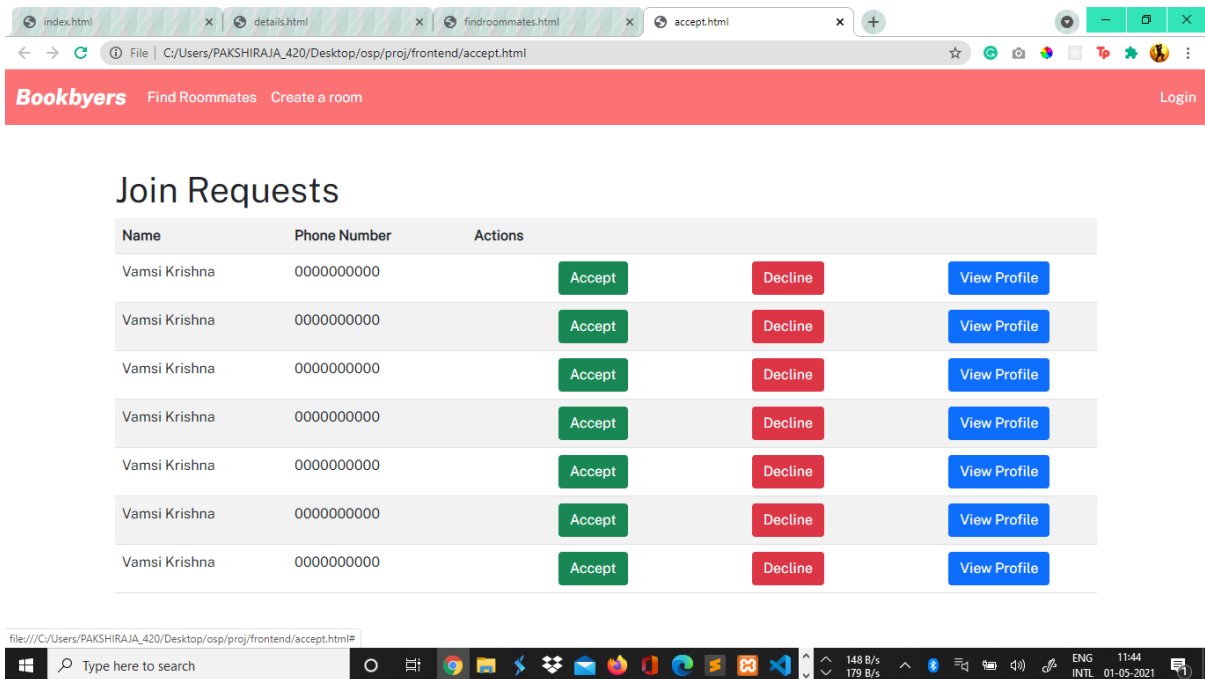 index.html details.html findroommates.html accept.html
File C:/Users/PAKSHIRAJA_420/Desktop/osp/proj/frontend/accept.html
Bookbyers Find Roommates Create a room Login
Join Requests
Name Phone Number Actions
Vamsi Krishna 0000000000 Accept Decline View Profile
Vamsi Krishna 0000000000 Accept Decline View Profile
Vamsi Krishna 0000000000 Accept Decline View Profile
Vamsi Krishna 0000000000 Accept Decline View Profile
Vamsi Krishna 0000000000 Accept Decline View Profile
Vamsi Krishna 0000000000 Accept Decline View Profile
Vamsi Krishna 0000000000 Accept Decline View Profile
file:///C:/Users/PAKSHIRAJA_420/Desktop/osp/proj/frontend/accept.html#
Type here to search 148 B/s ENG 11:44
179 B/s INTL 01-05-2021